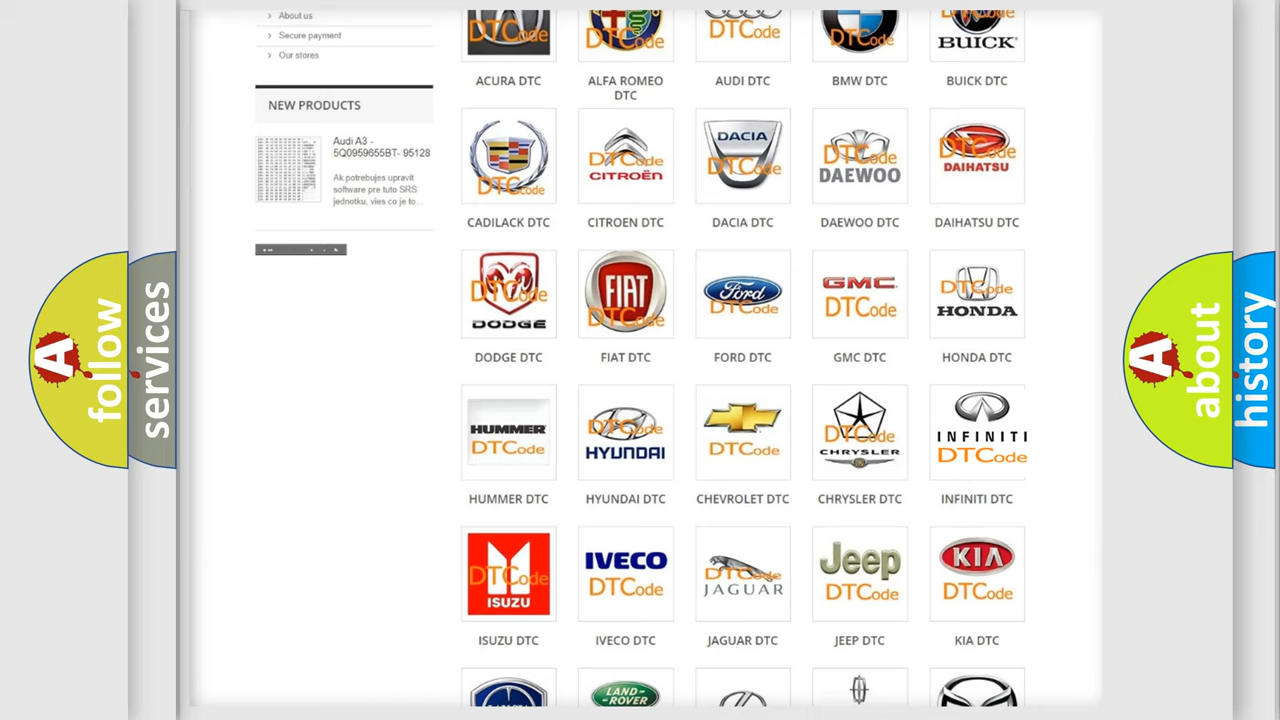 About us
Secure payment
Our stores
NEW PRODUCTS
Audi A3 -
5Q0959655BT- 95128
Ak potrebujes upravit
software pre tuto SRS
jednotku, vies co je to...
DTCode
DTCode
DTCode
DTCode
BUICK
ACURA DTC
ALFA ROMEO
DTC
AUDI DTC
BMW DTC
BUICK DTC
DTCode
DTCode
CITROËN
DACIA
DTCode
DTCode
DAEWOO
DTCode
DAIHATSU
CADILACK DTC
CITROEN DTC
DACIA DTC
DAEWOO DTC
DAIHATSU DTC
DTCode
DODGE
FIAT
DTCode
Ford
DTCode
GMC
DTCode
DTCode
HONDA
DODGE DTC
FIAT DTC
FORD DTC
GMC DTC
HONDA DTC
HUMMER
DTCode
DTCode
HYUNDAI
DTCode
DTCode
CHRYSLER
INFINITI
DTCode
HUMMER DTC
HYUNDAI DTC
CHEVROLET DTC
CHRYSLER DTC
INFINITI DTC
DTCode
ISUZU
IVECO
DTCode
DTCode
JAGUAR
Jeep
DTCode
KIA
DTCode
ISUZU DTC
IVECO DTC
JAGUAR DTC
JEEP DTC
KIA DTC
LAND-
ROVER
A
follow
services
A
about
history